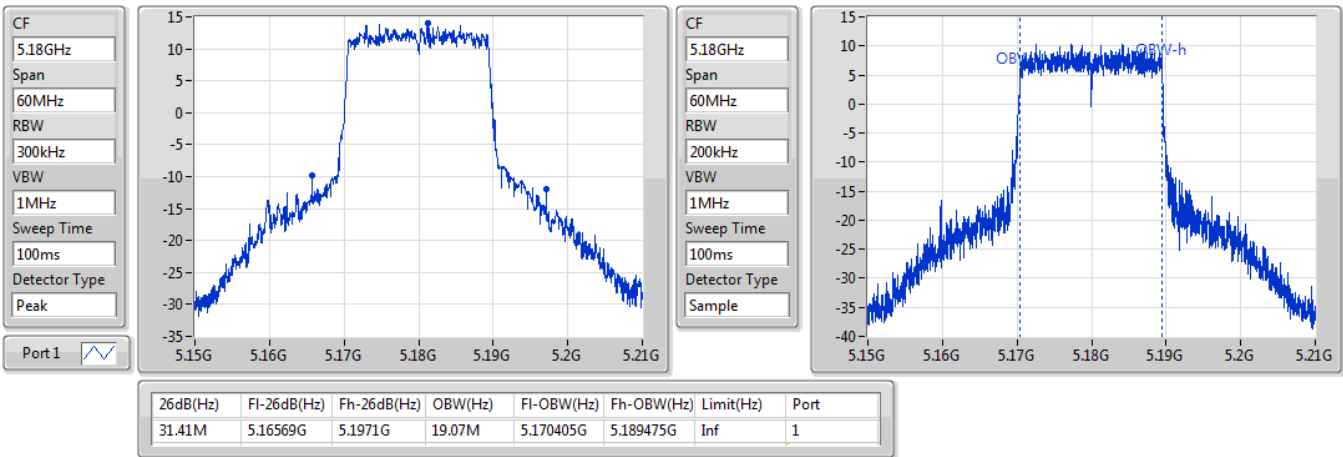 CF
5.18GHz
Span
60MHz
RBW
300kHz
VBW
1MHz
Sweep Time
100ms
Detector Type
Peak
Port 1
15
10
5
0
-5
-10
-15
-20
-25
-30
-35
5.15G 5.16G 5.17G 5.18G 5.19G 5.2G 5.21G
CF
5.18GHz
Span
60MHz
RBW
200kHz
VBW
1MHz
Sweep Time
100ms
Detector Type
Sample
15
10
5
0
-5
-10
-15
-20
-25
-30
-35
-40
OBW-h
5.15G 5.16G 5.17G 5.18G 5.19G 5.2G 5.21G
26dB(Hz) Fl-26dB(Hz) Fh-26dB(Hz) OBW(Hz) Fl-OBW(Hz) Fh-OBW(Hz) Limit(Hz) Port
31.41M 5.16569G 5.1971G 19.07M 5.170405G 5.189475G Inf 1